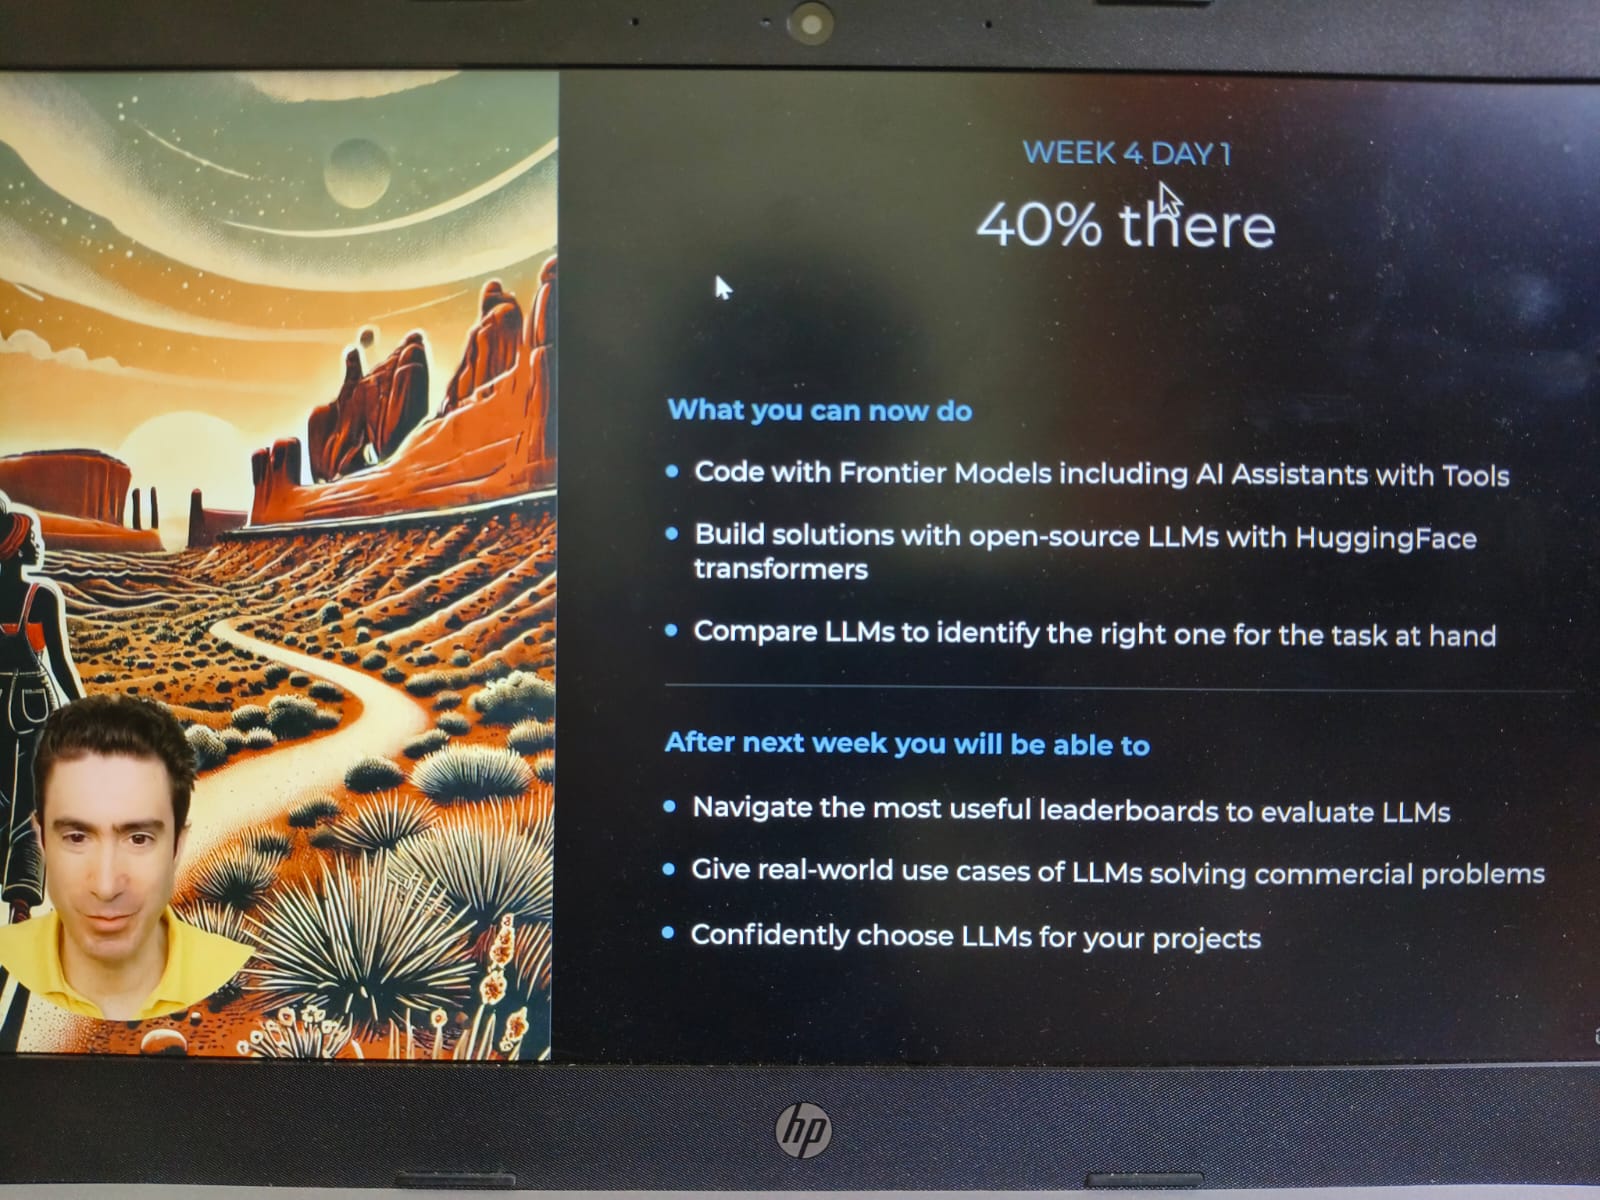 WEEK 4 DAY 1
40% there
What you can now do
Code with Frontier Models including AI Assistants with Tools
Build solutions with open-source LLMs with HuggingFace
transformers
Compare LLMs to identify the right one for the task at hand
After next week you will be able to
Navigate the most useful leaderboards to evaluate LLMs
Give real-world use cases of LLMs solving commercial problems
Confidently choose LLMs for your projects
hp